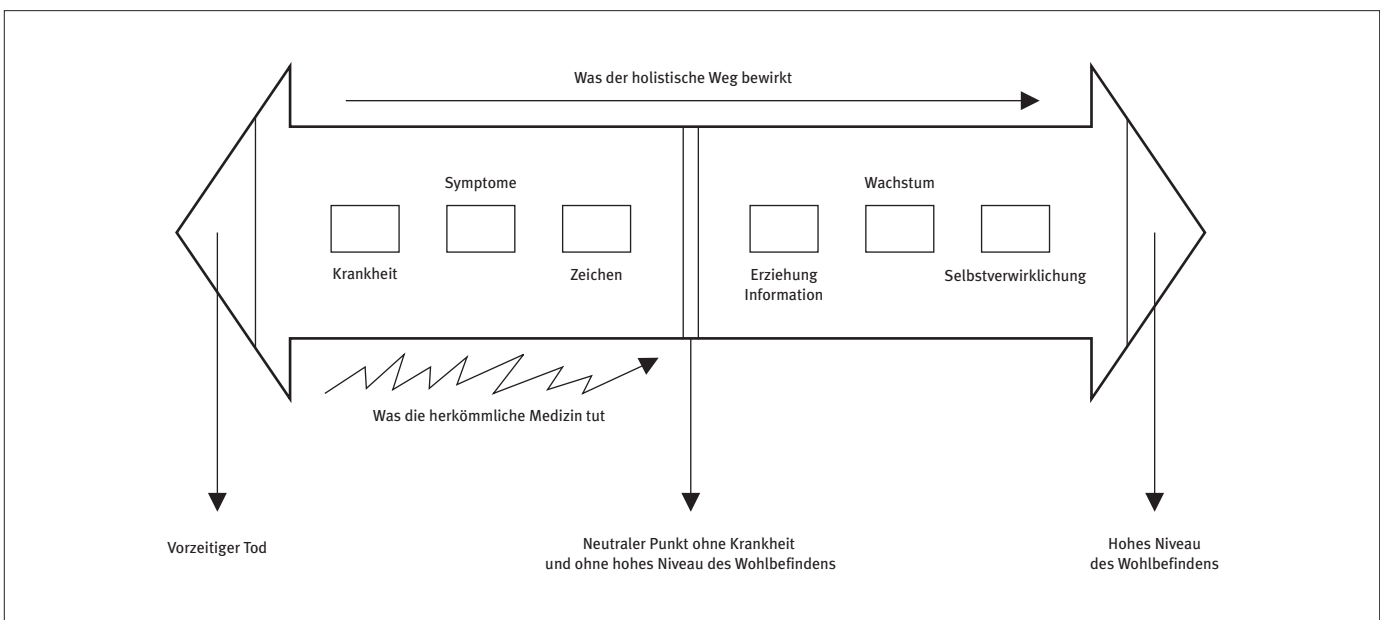 Was der holistische Weg bewirkt
Symptome
Wachstum
Krankheit
Zeichen
Erziehung
Information
Selbstverwirklichung
Was die herkömmliche Medizin tut
Vorzeitiger Tod
Neutraler Punkt ohne Krankheit
und ohne hohes Niveau des Wohlbefindens
Hohes Niveau
des Wohlbefindens